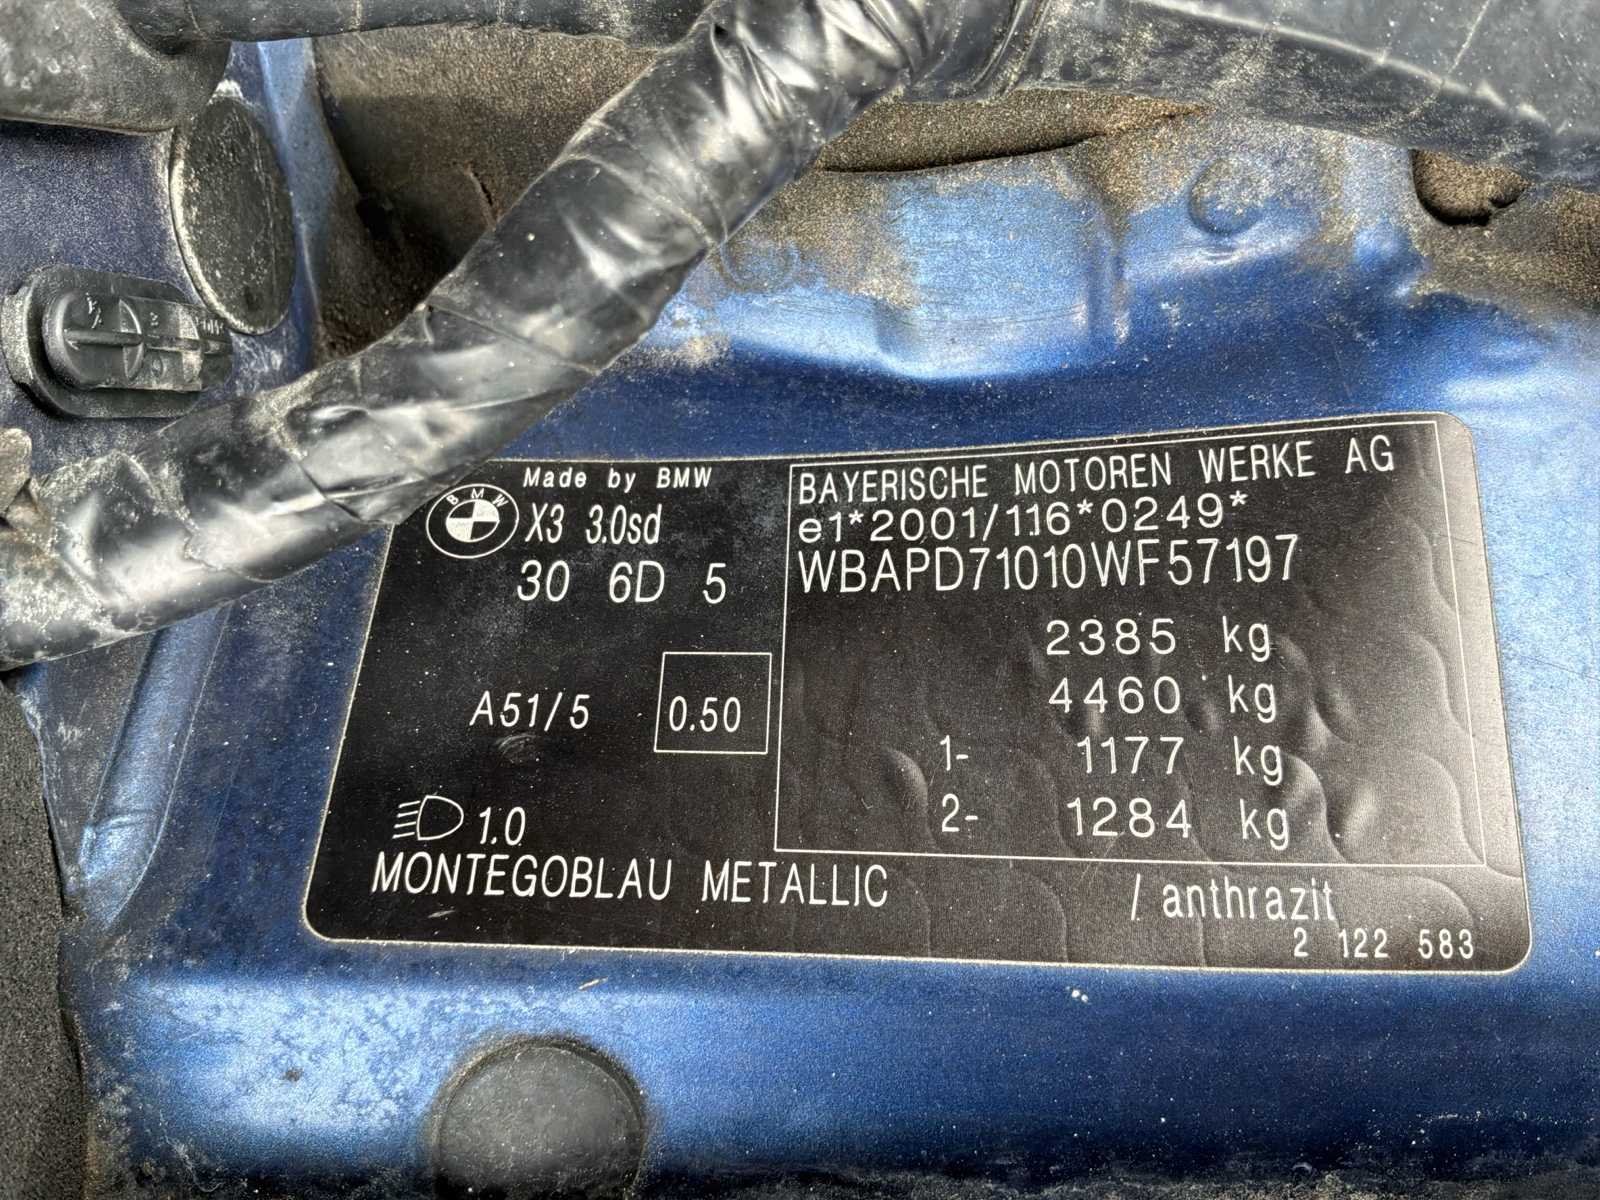 Made by BMW
BMW
X3 3.0sd
30 6D 5
A51/5
0.50
1.0
MONTEGOBLAU METALLIC / anthrazit
2 122 583
BAYERISCHE MOTOREN WERKE AG
e1*2001/116*0249*
WBAPD71010WF57197
2385 kg
4460 kg
1- 1177 kg
2- 1284 kg